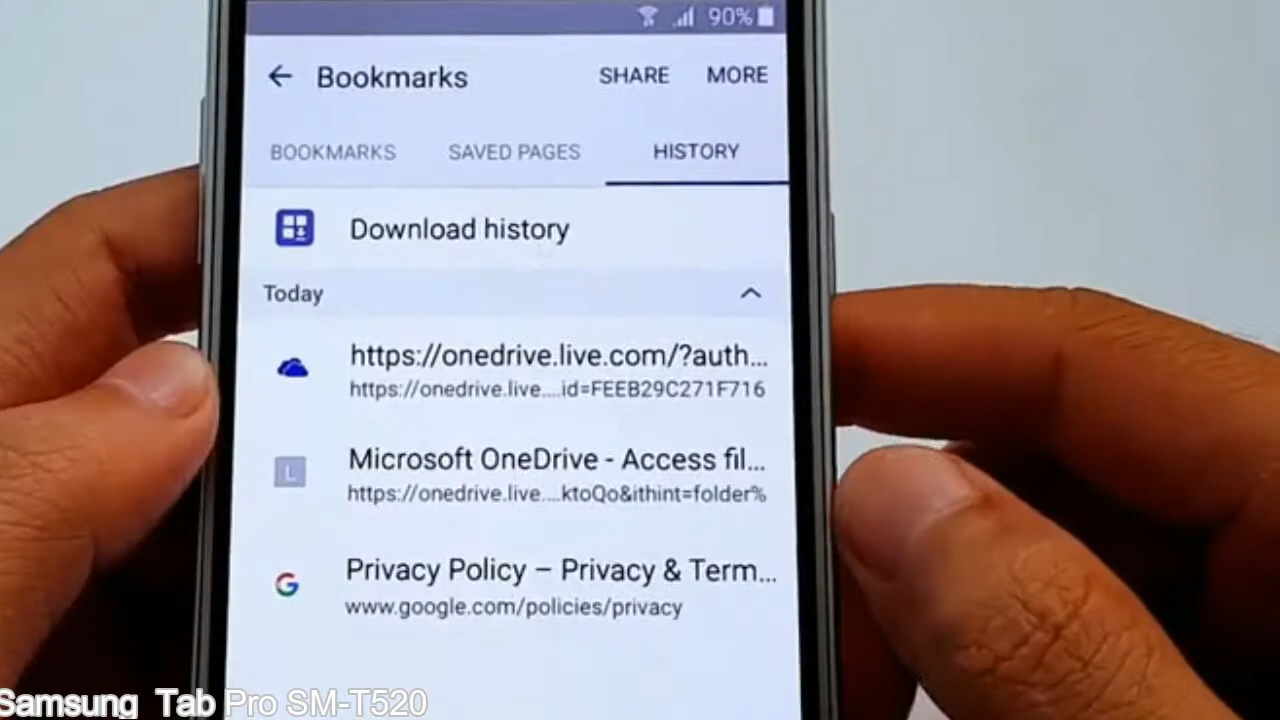 90%
Bookmarks SHARE MORE
BOOKMARKS SAVED PAGES HISTORY
Download history
Today
https://onedrive.live.com/?auth...
https://onedrive.live....id=FEEB29C271F716
L
Microsoft OneDrive - Access fil...
https://onedrive.live....ktoQo&ithint=folder%
G
Privacy Policy – Privacy & Term...
www.google.com/policies/privacy
Samsung Tab Pro SM-T520